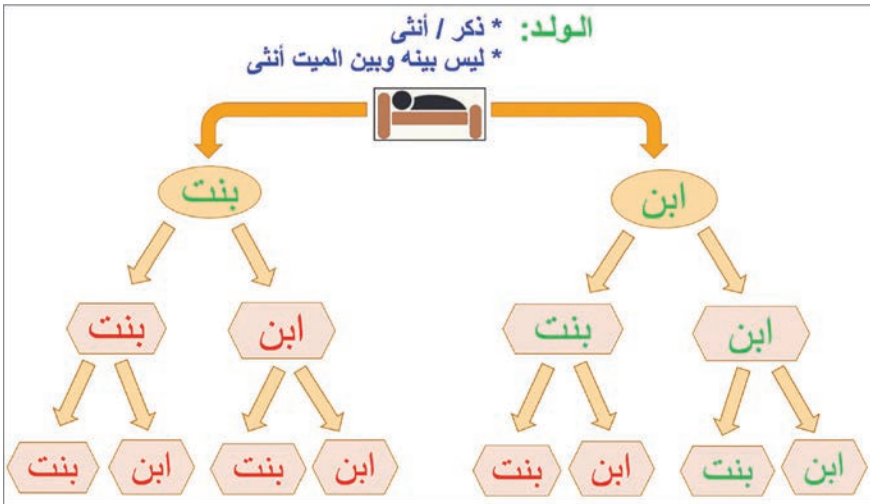 الولد: * ذكر / أنثى
* ليس بينه وبين الميت أنثى
ابن بنت
ابن بنت ابن بنت
ابن بنت ابن بنت ابن بنت ابن بنت